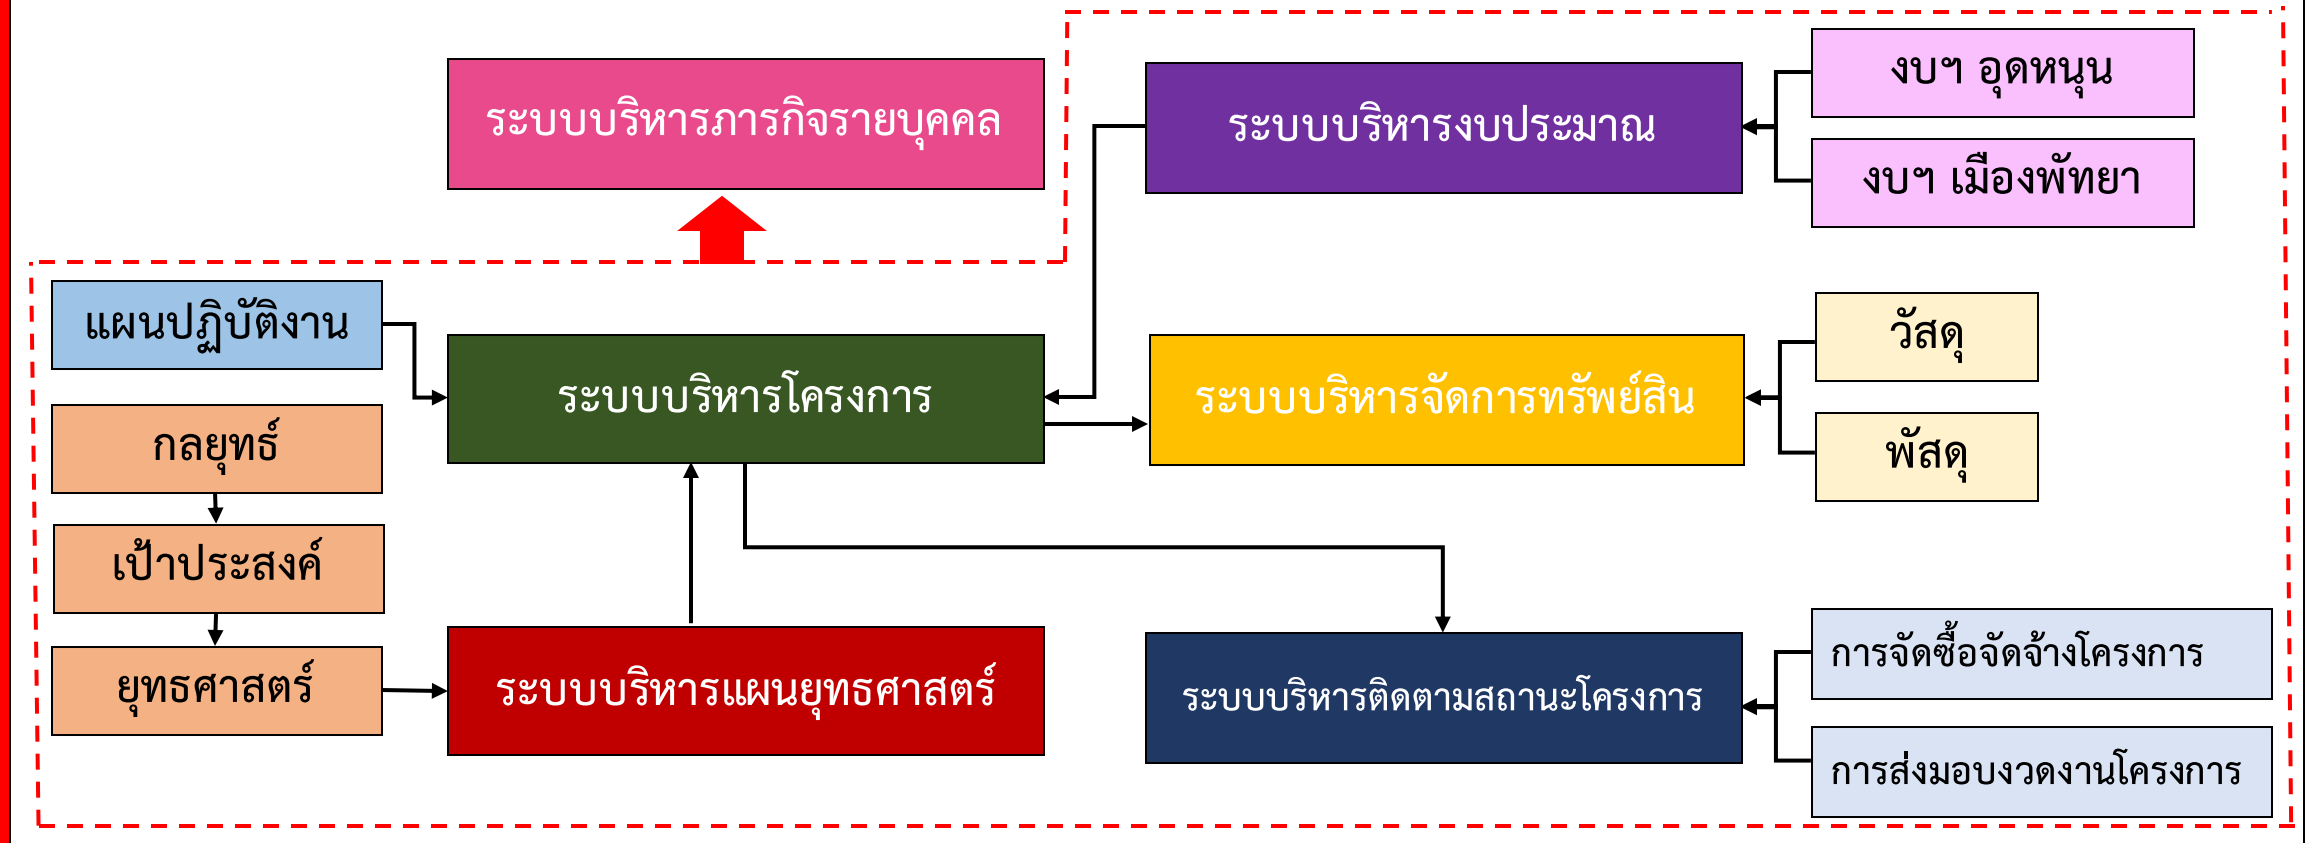 ระบบบริหารภารกิจรายบุคคล
ระบบบริหารงบประมาณ
งบฯ อุดหนุน
งบฯ เมืองพัทยา
แผนปฏิบัติงาน
ระบบบริหารโครงการ
ระบบบริหารจัดการทรัพย์สิน
วัสดุ
พัสดุ
กลยุทธ์
เป้าประสงค์
ยุทธศาสตร์
ระบบบริหารแผนยุทธศาสตร์
ระบบบริหารติดตามสถานะโครงการ
การจัดซื้อจัดจ้างโครงการ
การส่งมอบงวดงานโครงการ